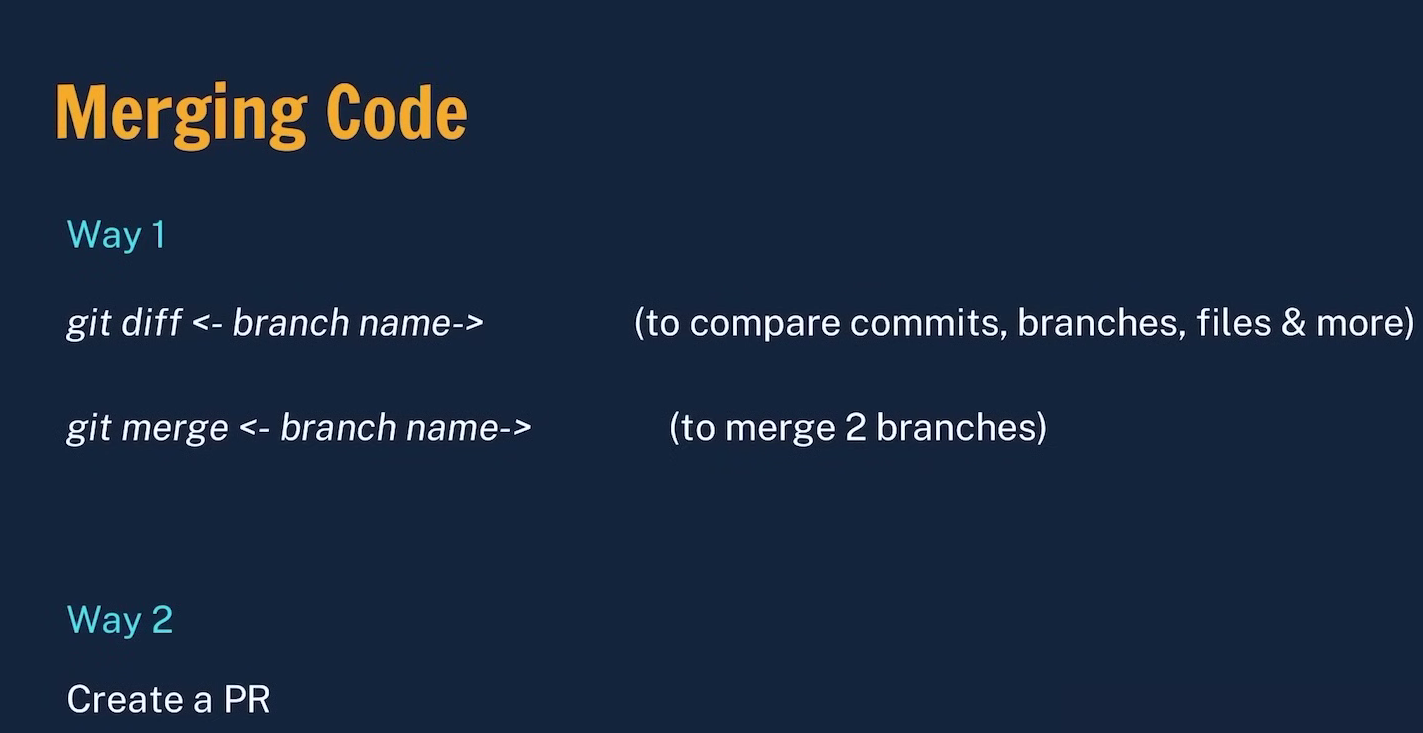 Merging Code
Way 1
git diff <- branch name-> (to compare commits, branches, files & more)
git merge <- branch name-> (to merge 2 branches)
Way 2
Create a PR